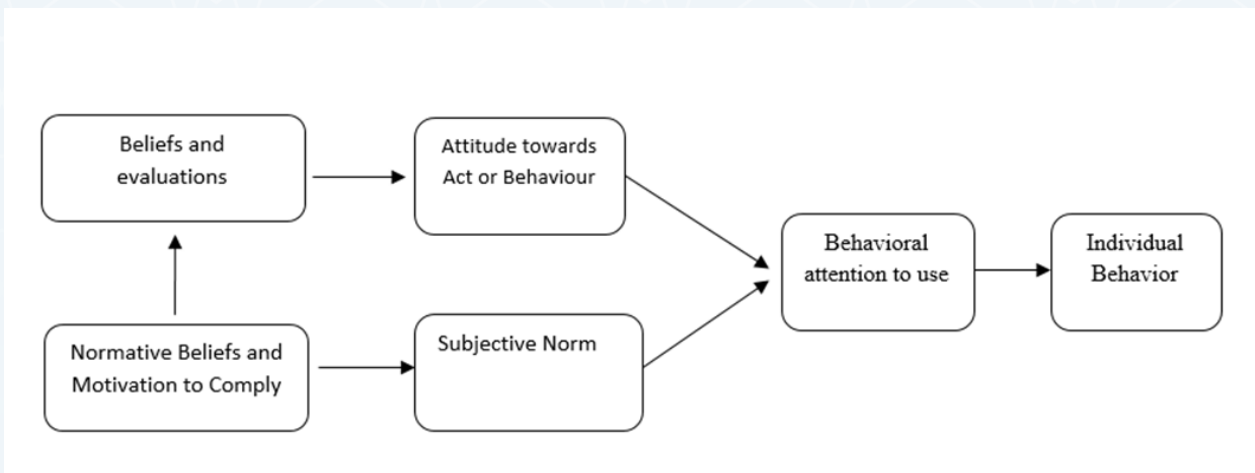 Beliefs and
evaluations
Attitude towards
Act or Behaviour
Behavioral
attention to use
Individual
Behavior
Normative Beliefs and
Motivation to Comply
Subjective Norm